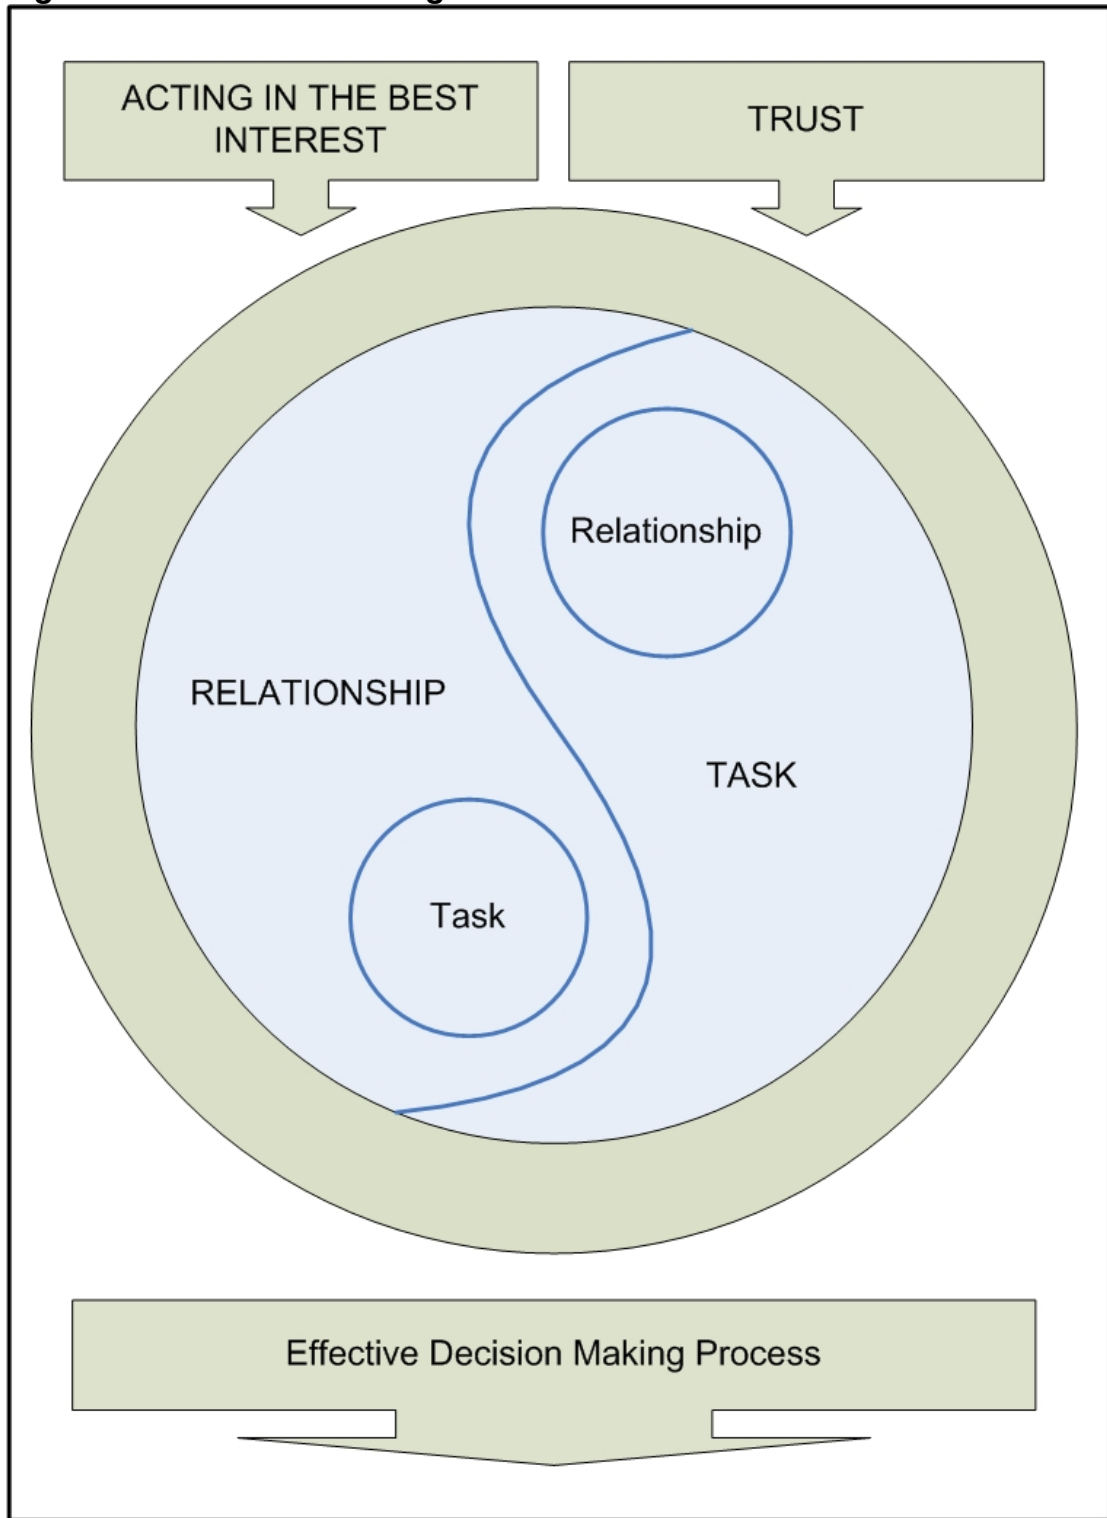 ACTING IN THE BEST
INTEREST
TRUST
Relationship
RELATIONSHIP
TASK
Task
Effective Decision Making Process